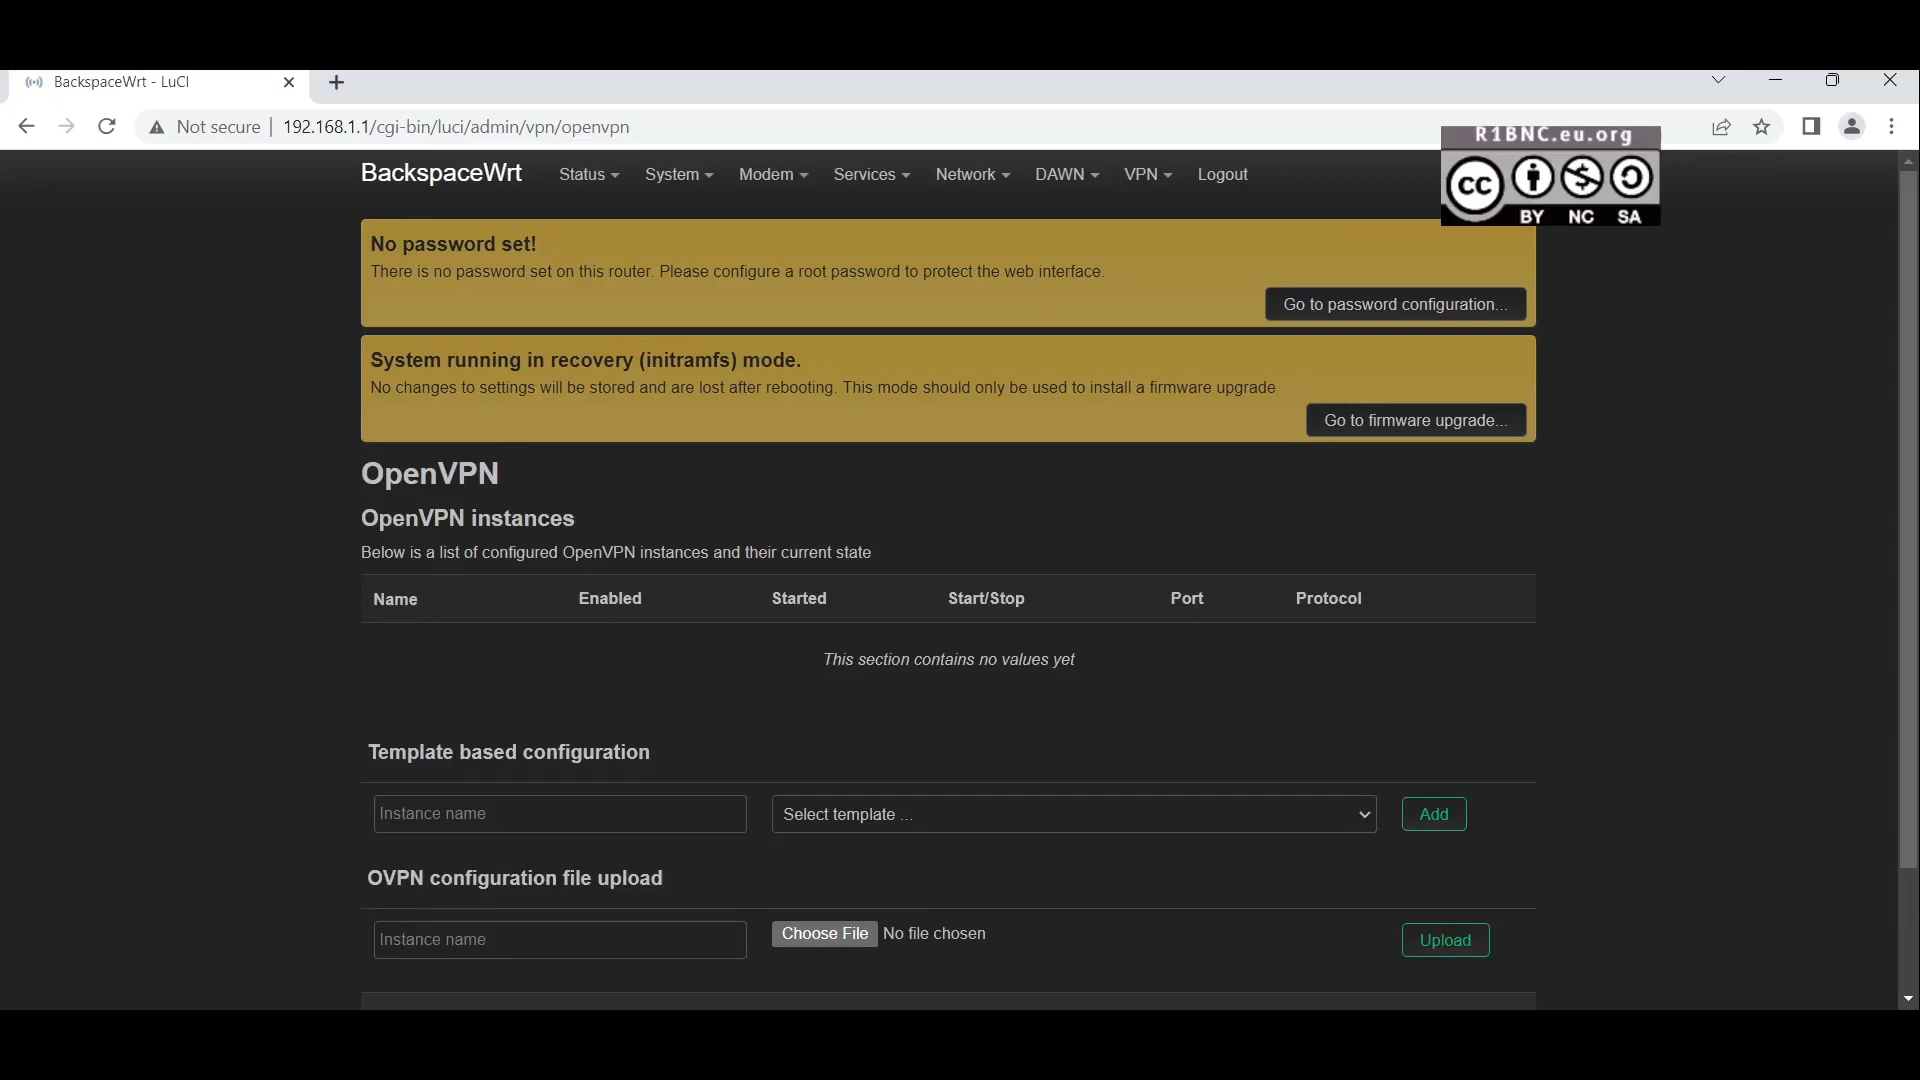 BackspaceWrt - LuCI
Not secure
192.168.1.1/cgi-bin/luci/admin/vpn/openvpn
R1BNC.eu.org
cc
BY NC SA
BackspaceWrt Status System Modem Services Network DAWN VPN Logout
No password set!
There is no password set on this router. Please configure a root password to protect the web interface.
Go to password configuration...
System running in recovery (initramfs) mode.
No changes to settings will be stored and are lost after rebooting. This mode should only be used to install a firmware upgrade
Go to firmware upgrade...
OpenVPN
OpenVPN instances
Below is a list of configured OpenVPN instances and their current state
Name Enabled Started Start/Stop Port Protocol
This section contains no values yet
Template based configuration
Instance name Select template ... Add
OVPN configuration file upload
Instance name Choose File No file chosen Upload